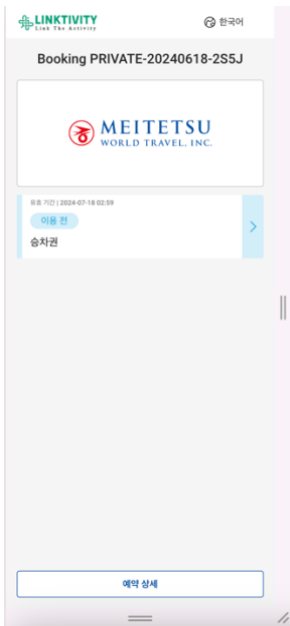 LINKTIVITY
Link The Activity
한국어
Booking PRIVATE-20240618-2S5J
MEITETSU
WORLD TRAVEL, INC.
유효 기간 | 2024-07-18 02:59
이용 전
승차권
예약 상세